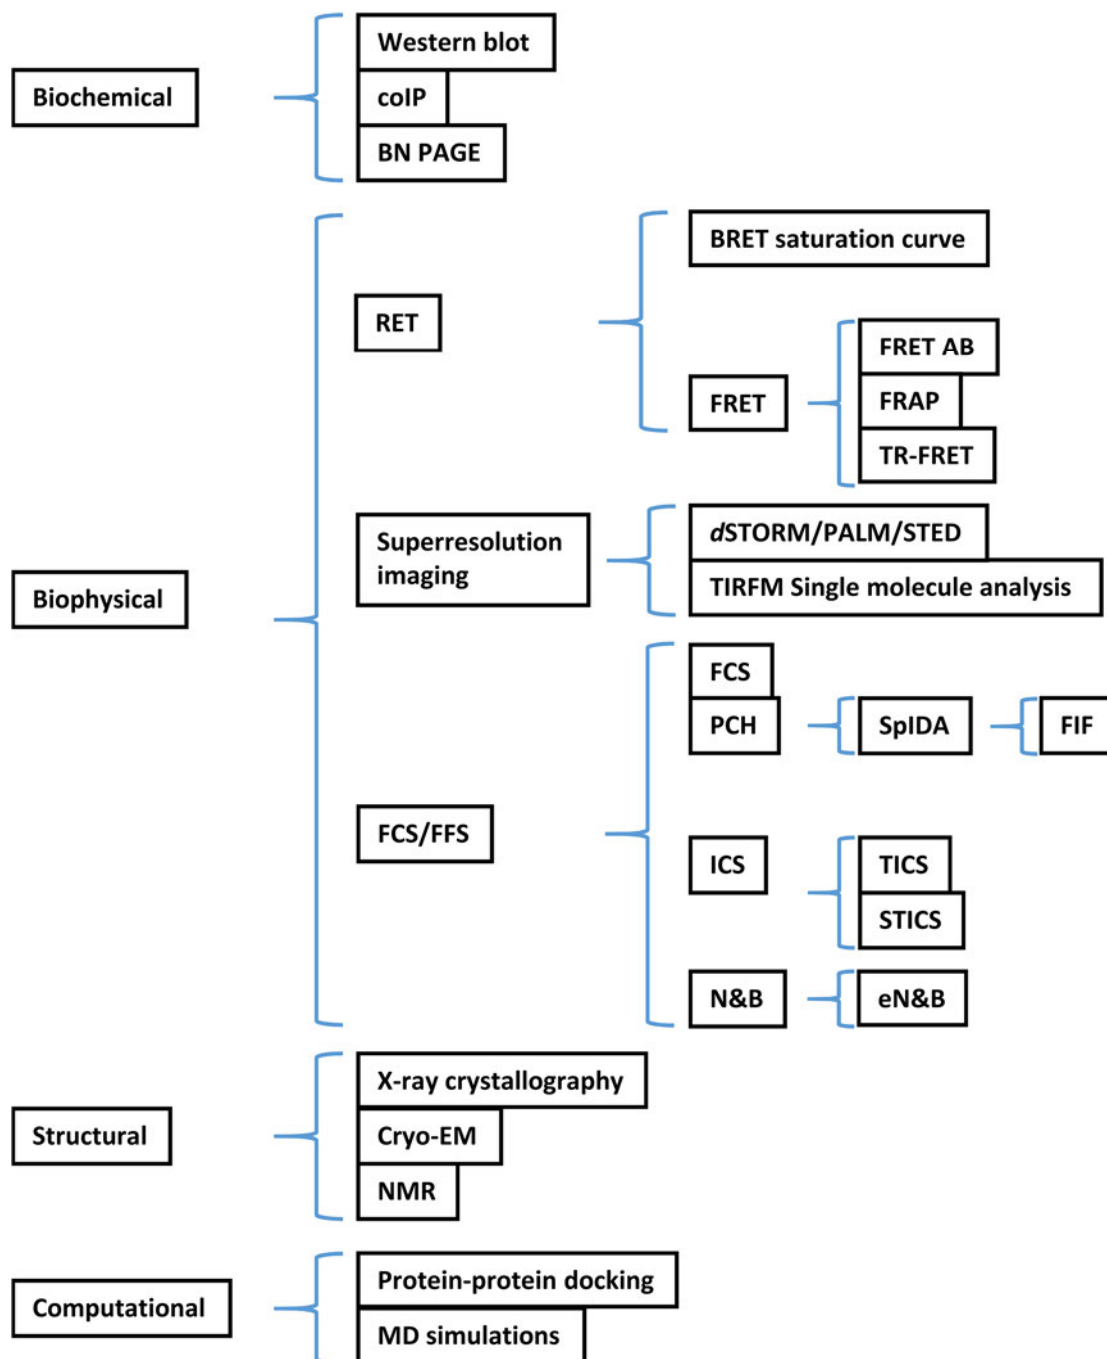 Biochemical
Western blot
coIP
BN PAGE
Biophysical
RET
BRET saturation curve
FRET
FRET AB
FRAP
TR-FRET
Superresolution
imaging
dSTORM/PALM/STED
TIRFM Single molecule analysis
FCS/FFS
FCS
PCH
SpIDA
FIF
ICS
TICS
STICS
N&B
eN&B
Structural
X-ray crystallography
Cryo-EM
NMR
Computational
Protein-protein docking
MD simulations